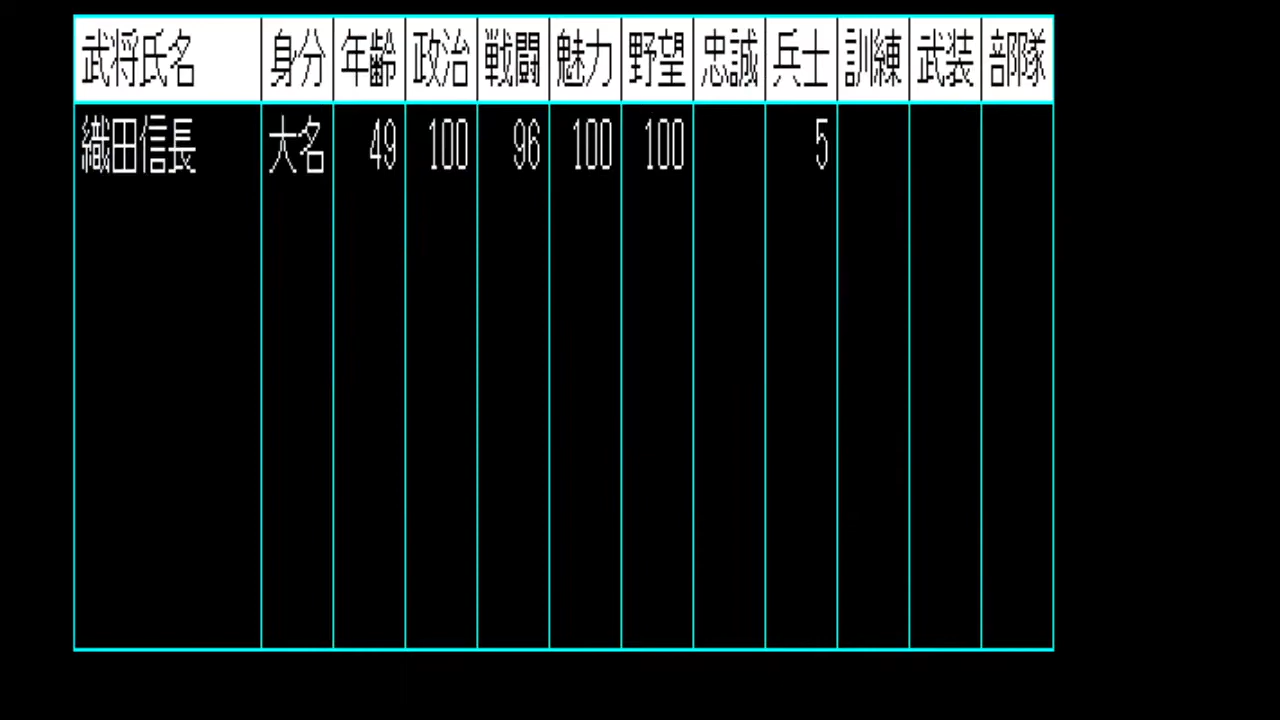 武将氏名 身分 年齢 政治 戦闘 魅力 野望 忠誠 兵士 訓練 武装 部隊
織田信長 大名 49 100 96 100 100 5